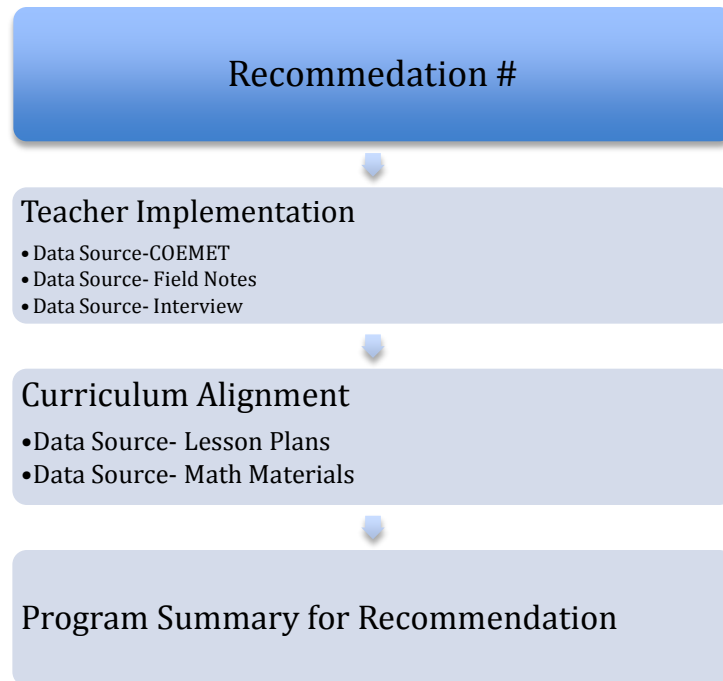 Recommedation #
Teacher Implementation
• Data Source-COEMET
• Data Source- Field Notes
• Data Source- Interview
Curriculum Alignment
•Data Source- Lesson Plans
•Data Source- Math Materials
Program Summary for Recommendation